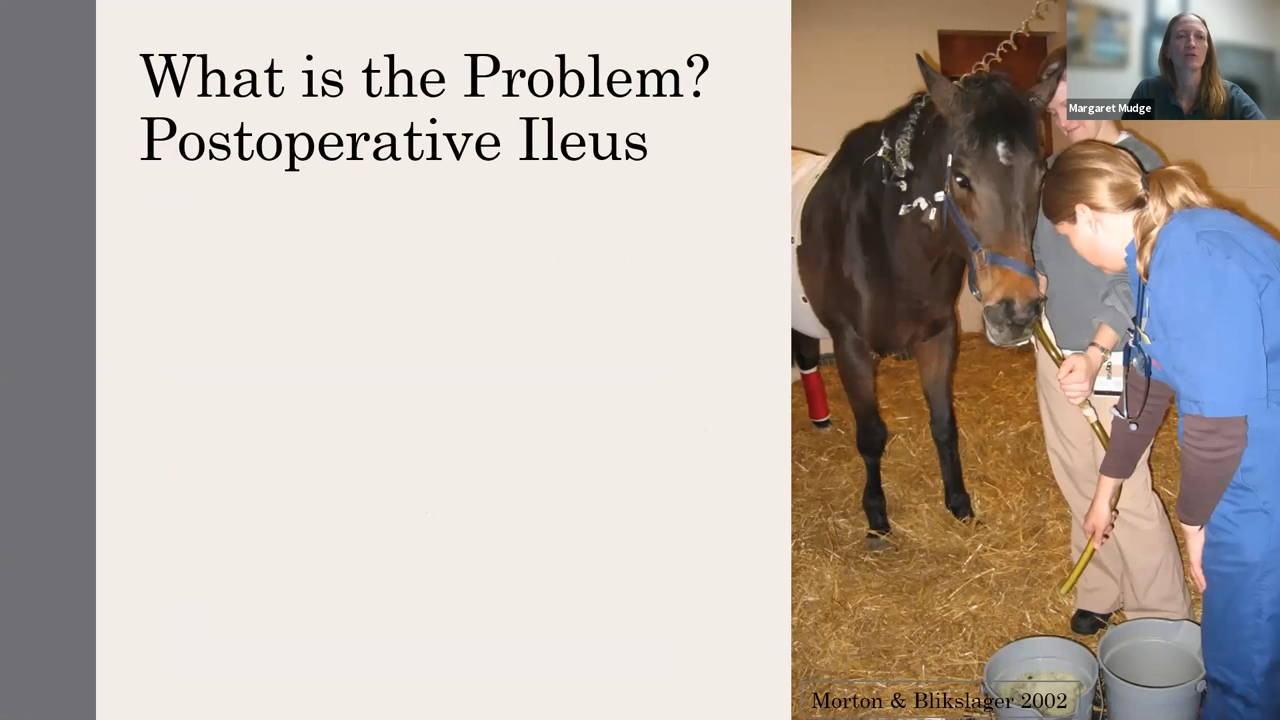 What is the Problem?
Postoperative Ileus
Margaret Mudge
Morton & Blikslager 2002